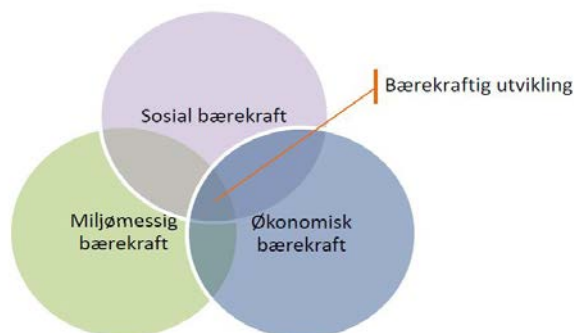 Bærekraftig utvikling
Sosial bærekraft
Miljømessig
bærekraft
Økonomisk
bærekraft